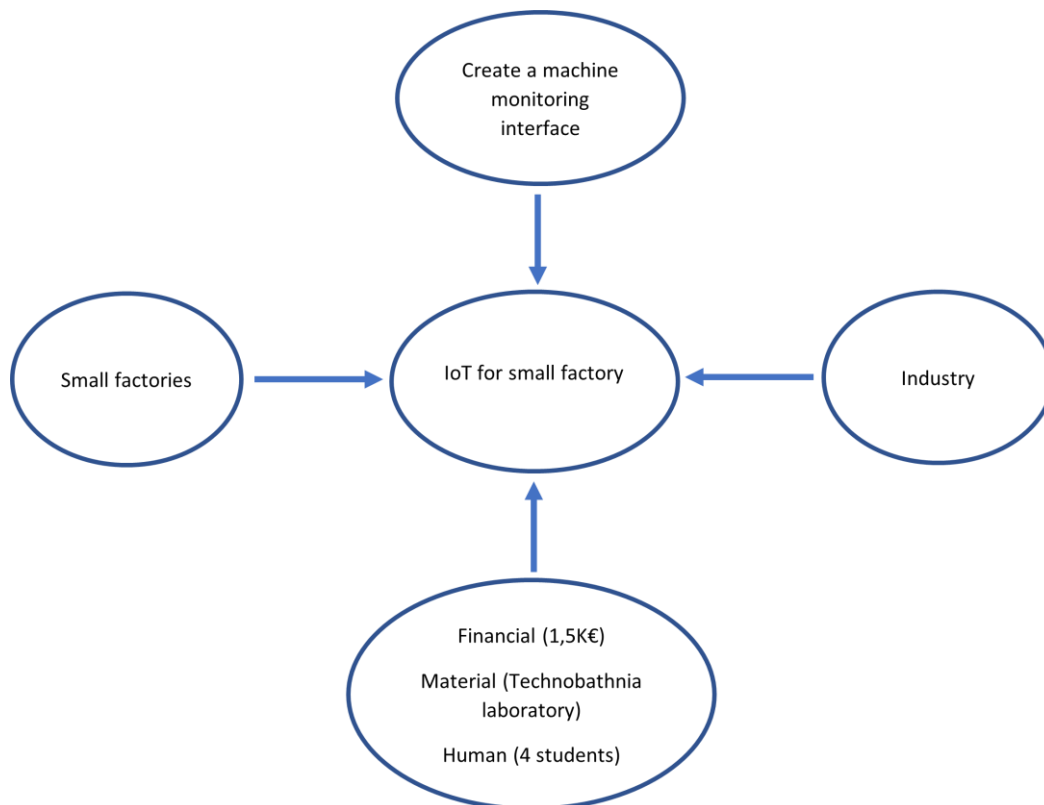 Create a machine
monitoring
interface
Small factories
IoT for small factory
Industry
Financial (1,5K€)
Material (Technobathnia
laboratory)
Human (4 students)